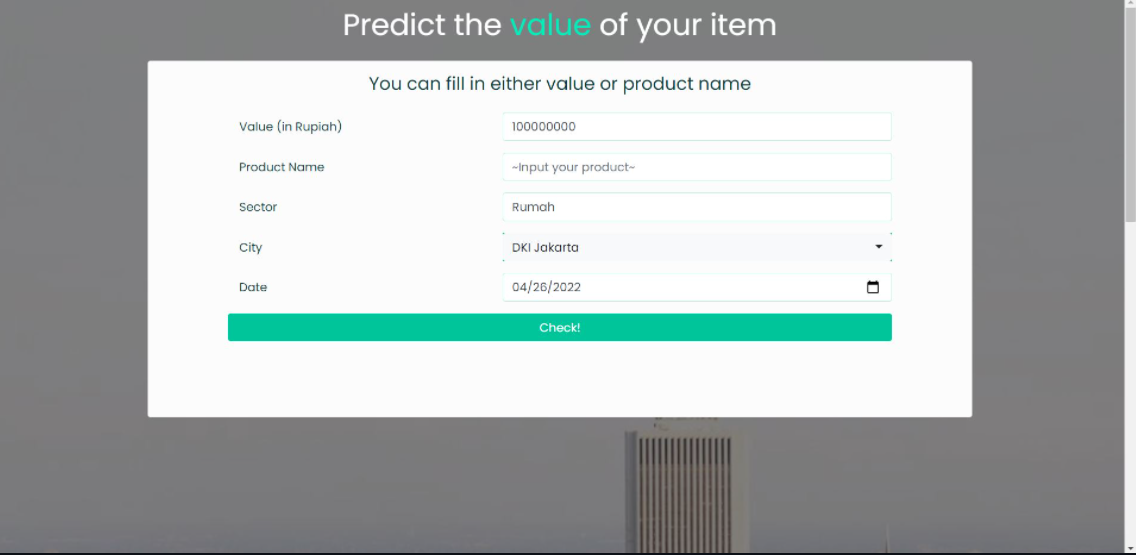 Predict the value of your item
You can fill in either value or product name
Value (in Rupiah) 100000000
Product Name ~Input your product~
Sector Rumah
City DKI Jakarta
Date 04/26/2022
Check!